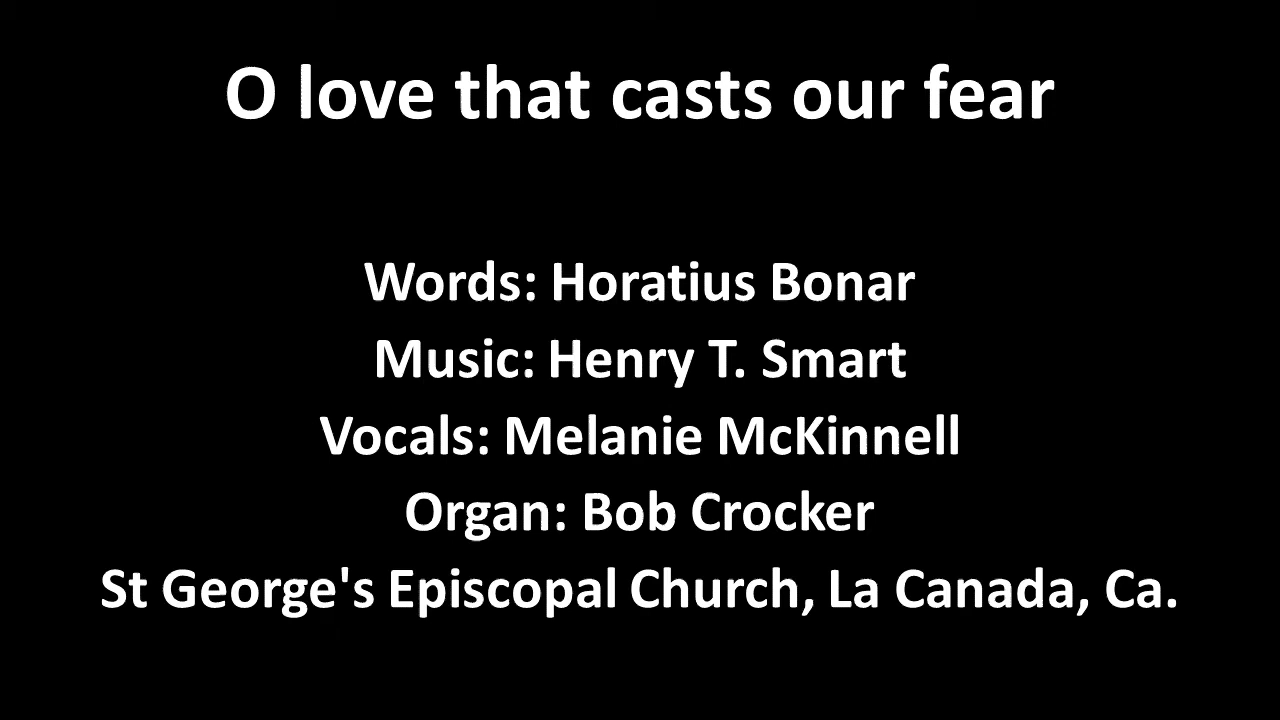 O love that casts our fear
Words: Horatius Bonar
Music: Henry T. Smart
Vocals: Melanie McKinnell
Organ: Bob Crocker
St George's Episcopal Church, La Canada, Ca.